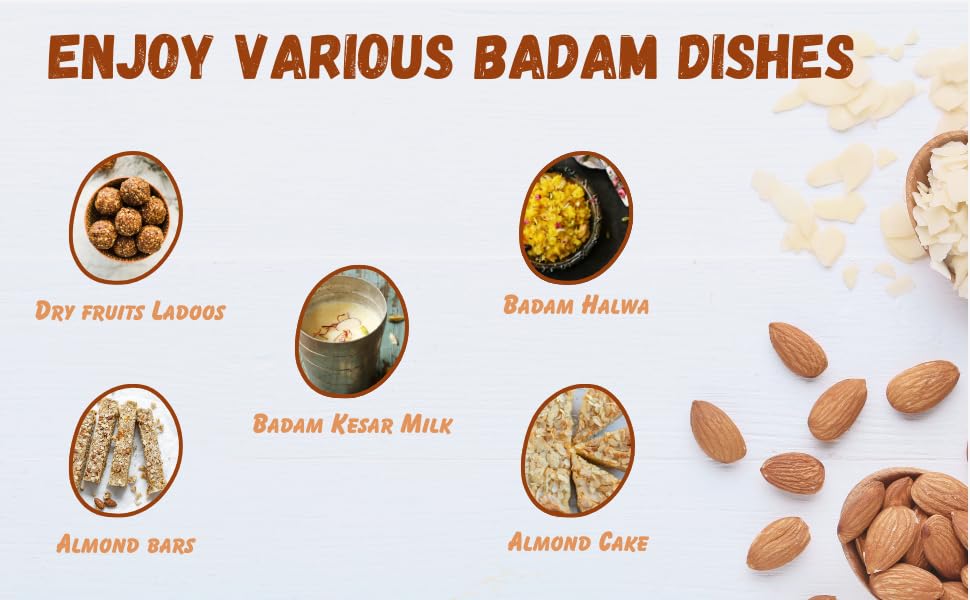 ENJOY VARIOUS BADAM DISHES
DRY FRUITS LADOOS
BADAM HALWA
BADAM KESAR MILK
ALMOND BARS
ALMOND CAKE